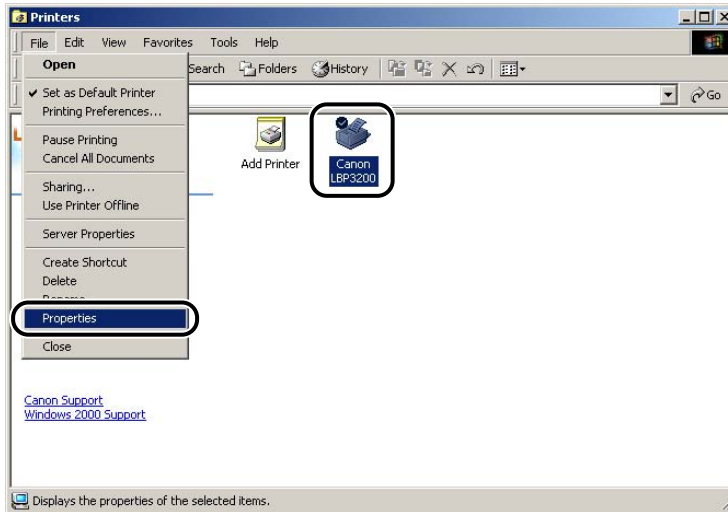 Printers
File Edit View Favorites Tools Help
Search Folders History
Go
Open
Set as Default Printer
Printing Preferences...
Pause Printing
Cancel All Documents
Sharing...
Use Printer Offline
Server Properties
Create Shortcut
Delete
Properties
Close
Add Printer
Canon
LBP3200
Canon Support
Windows 2000 Support
Displays the properties of the selected items.